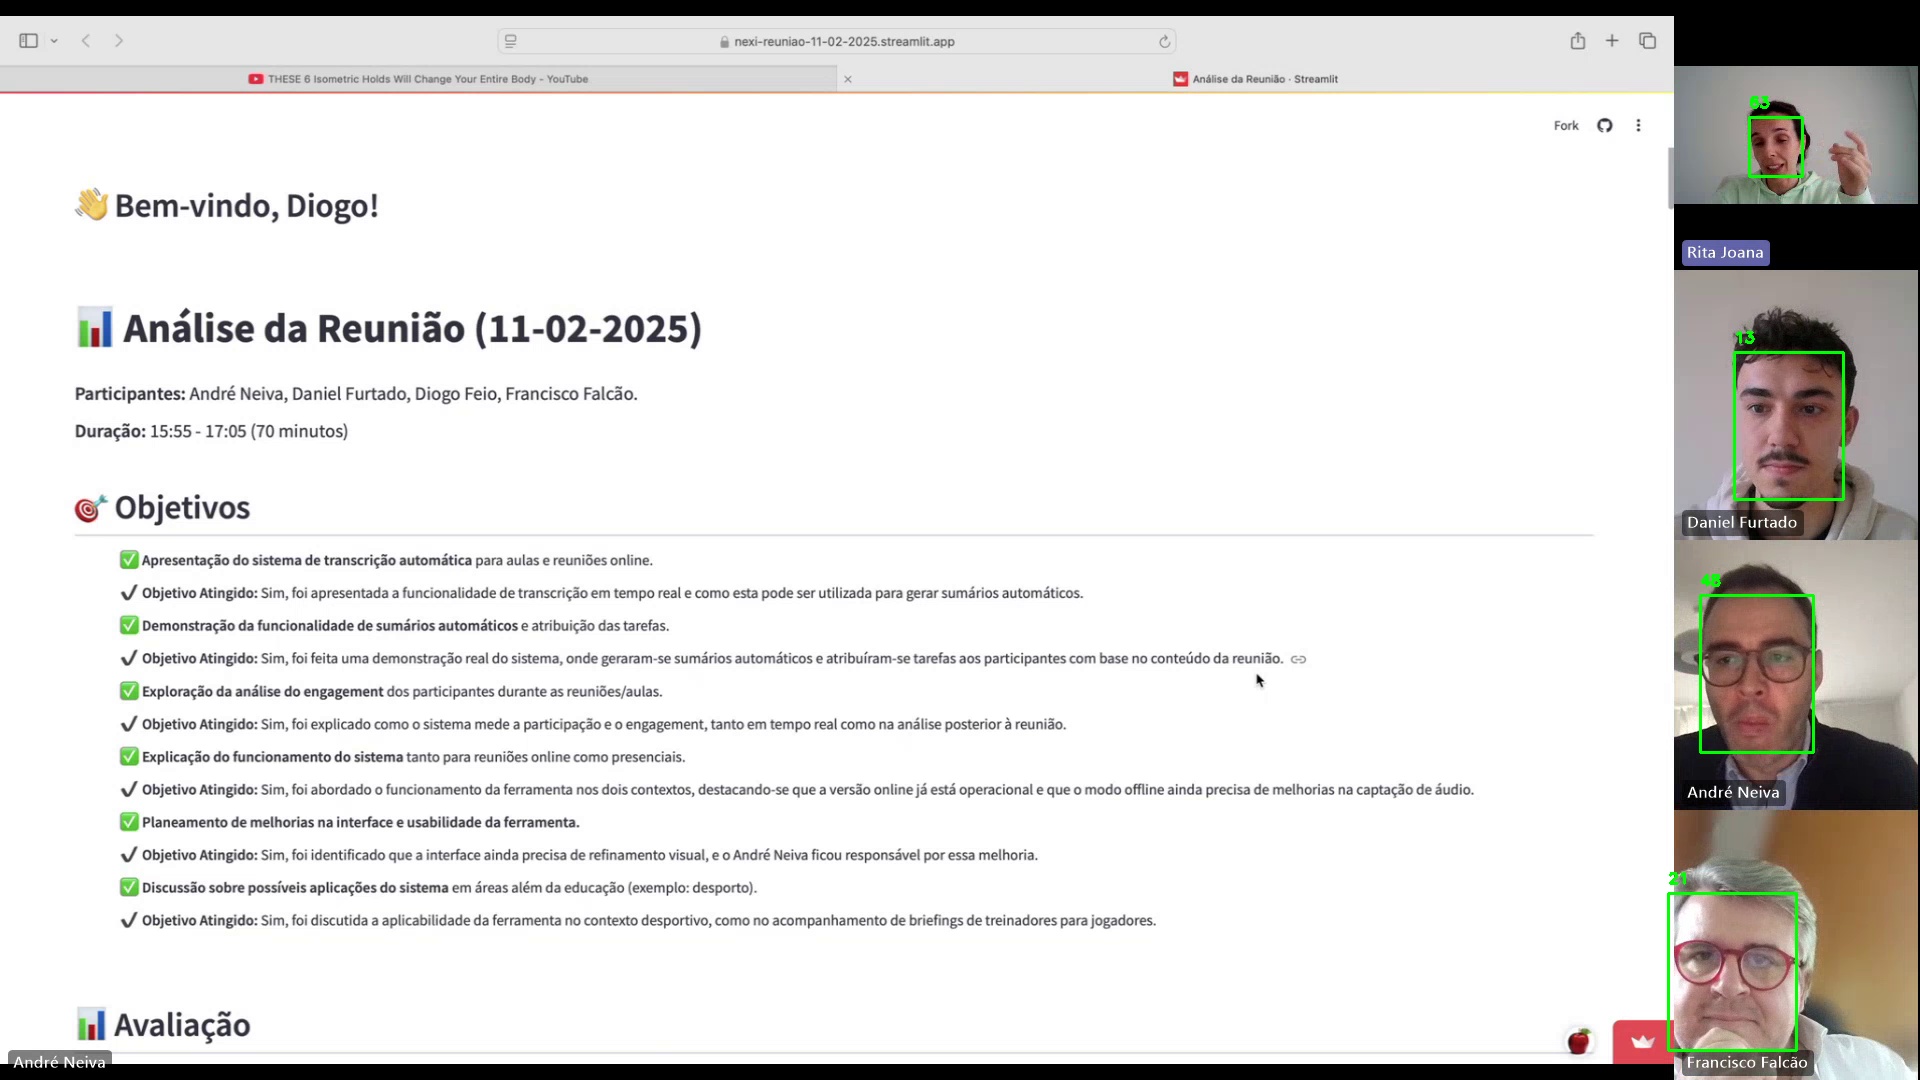 nexi-reuniao-11-02-2025.streamlit.app
THESE 6 Isometric Holds Will Change Your Entire Body - YouTube
Análise da Reunião · Streamlit
Fork
👋 Bem-vindo, Diogo!
📊 Análise da Reunião (11-02-2025)
Participantes: André Neiva, Daniel Furtado, Diogo Feio, Francisco Falcão.
Duração: 15:55 - 17:05 (70 minutos)
🎯 Objetivos
✅ Apresentação do sistema de transcrição automática para aulas e reuniões online.
✔ Objetivo Atingido: Sim, foi apresentada a funcionalidade de transcrição em tempo real e como esta pode ser utilizada para gerar sumários automáticos.
✅ Demonstração da funcionalidade de sumários automáticos e atribuição das tarefas.
✔ Objetivo Atingido: Sim, foi feita uma demonstração real do sistema, onde geraram-se sumários automáticos e atribuíram-se tarefas aos participantes com base no conteúdo da reunião.
✅ Exploração da análise do engagement dos participantes durante as reuniões/aulas.
✔ Objetivo Atingido: Sim, foi explicado como o sistema mede a participação e o engagement, tanto em tempo real como na análise posterior à reunião.
✅ Explicação do funcionamento do sistema tanto para reuniões online como presenciais.
✔ Objetivo Atingido: Sim, foi abordado o funcionamento da ferramenta nos dois contextos, destacando-se que a versão online já está operacional e que o modo offline ainda precisa de melhorias na captação de áudio.
✅ Planeamento de melhorias na interface e usabilidade da ferramenta.
✔ Objetivo Atingido: Sim, foi identificado que a interface ainda precisa de refinamento visual, e o André Neiva ficou responsável por essa melhoria.
✅ Discussão sobre possíveis aplicações do sistema em áreas além da educação (exemplo: desporto).
✔ Objetivo Atingido: Sim, foi discutida a aplicabilidade da ferramenta no contexto desportivo, como no acompanhamento de briefings de treinadores para jogadores.
📊 Avaliação
André Neiva
Rita Joana
13
Daniel Furtado
André Neiva
21
Francisco Falcão